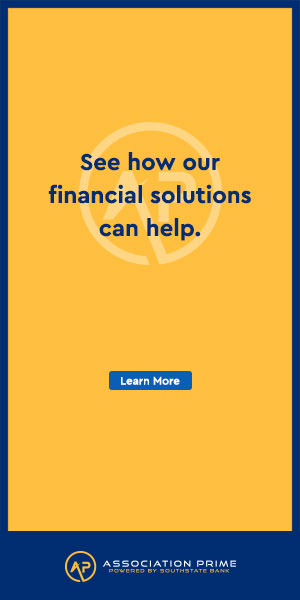 See how our
financial solutions
can help.
Learn More
AP
ASSOCIATION PRIME
POWERED BY SOUTHSTATE BANK